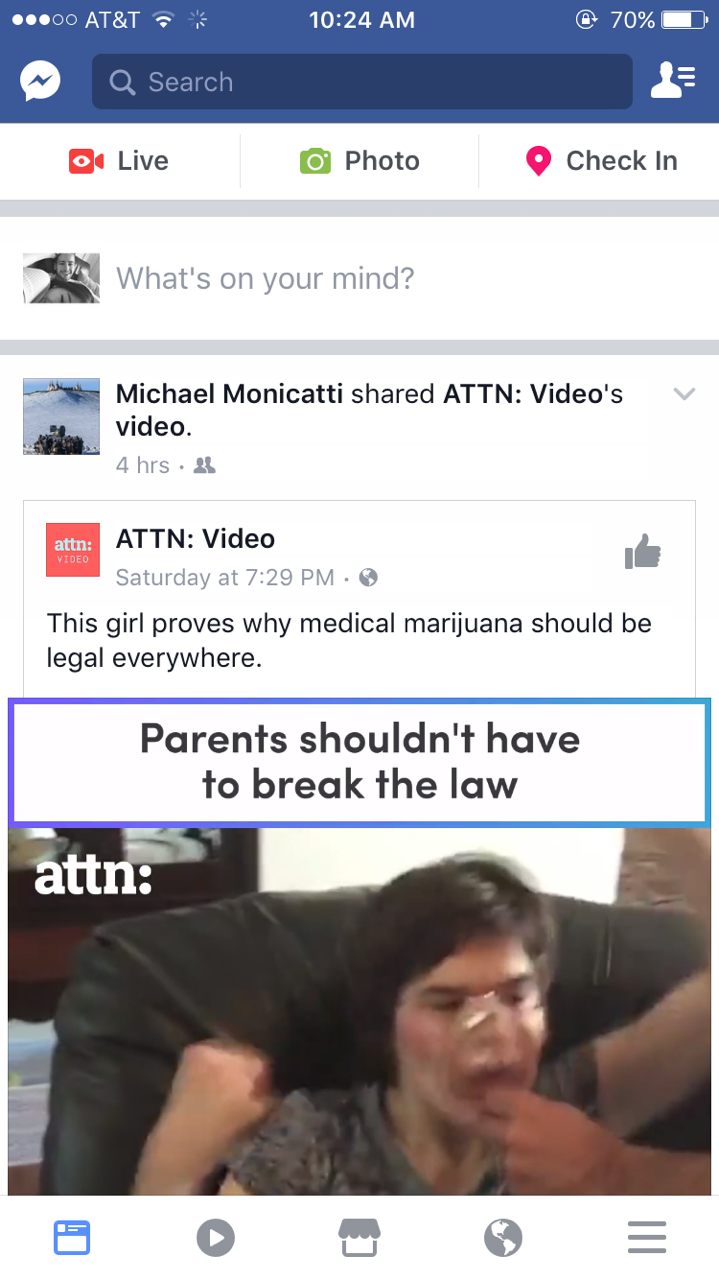 AT&T 10:24 AM 70%
Search
Live Photo Check In
What's on your mind?
Michael Monicatti shared ATTN: Video's
video.
4 hrs ·
attn:
VIDEO
ATTN: Video
Saturday at 7:29 PM ·
This girl proves why medical marijuana should be
legal everywhere.
Parents shouldn't have
to break the law
attn: